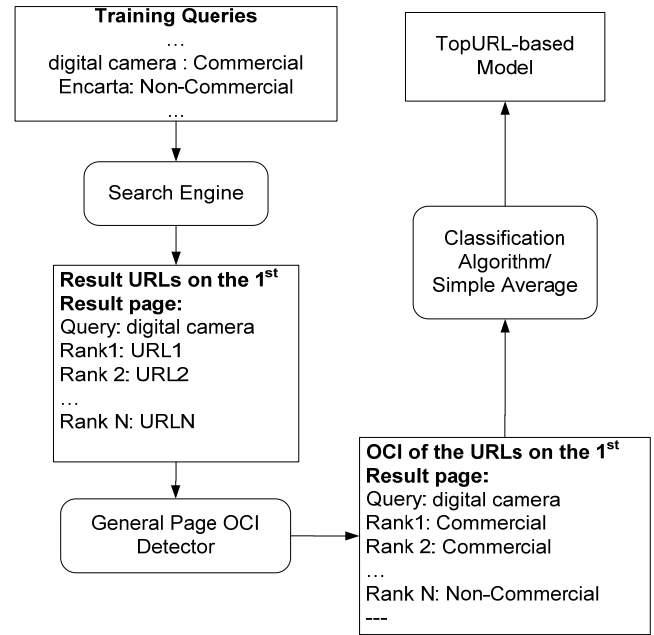 Training Queries
…
digital camera : Commercial
Encarta: Non-Commercial
…
Search Engine
Result URLs on the 1st
Result page:
Query: digital camera
Rank1: URL1
Rank 2: URL2
…
Rank N: URLN
General Page OCI
Detector
OCI of the URLs on the 1st
Result page:
Query: digital camera
Rank1: Commercial
Rank 2: Commercial
…
Rank N: Non-Commercial
---
Classification
Algorithm/
Simple Average
TopURL-based
Model